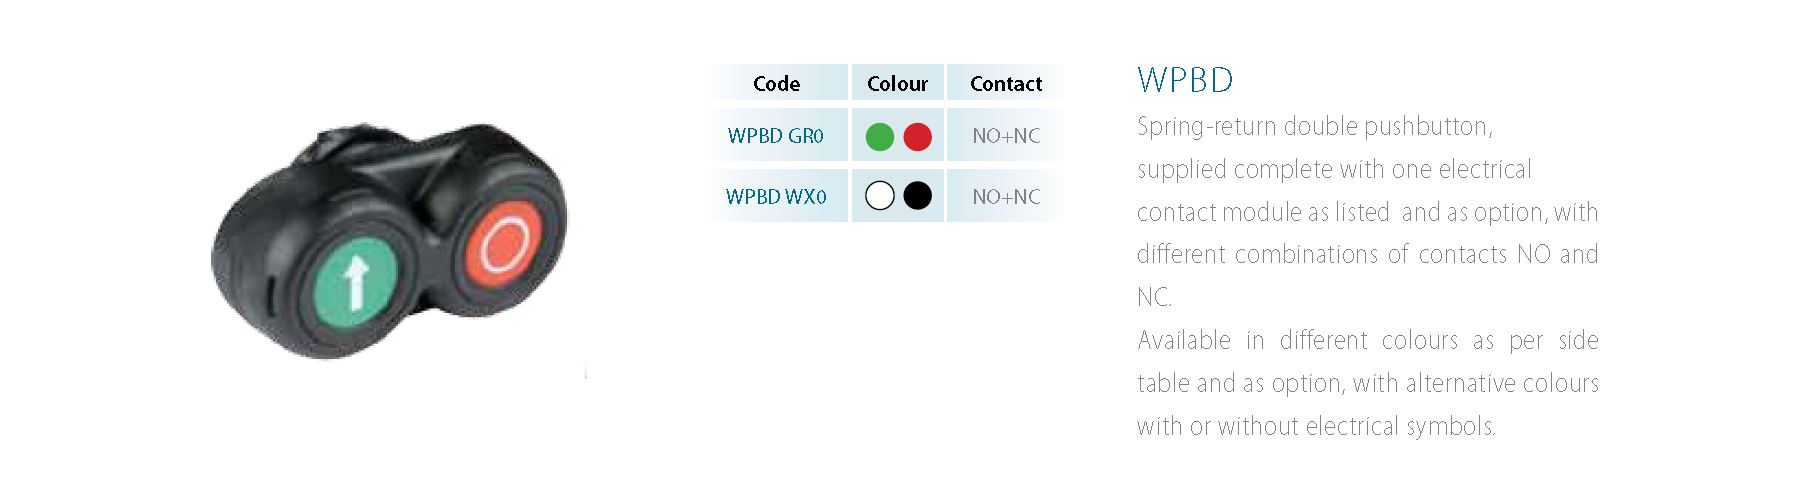 Code Colour Contact
WPBD GR0 NO+NC
WPBD WX0 NO+NC
WPBD
Spring-return double pushbutton,
supplied complete with one electrical
contact module as listed and as option, with
different combinations of contacts NO and
NC.
Available in different colours as per side
table and as option, with alternative colours
with or without electrical symbols.